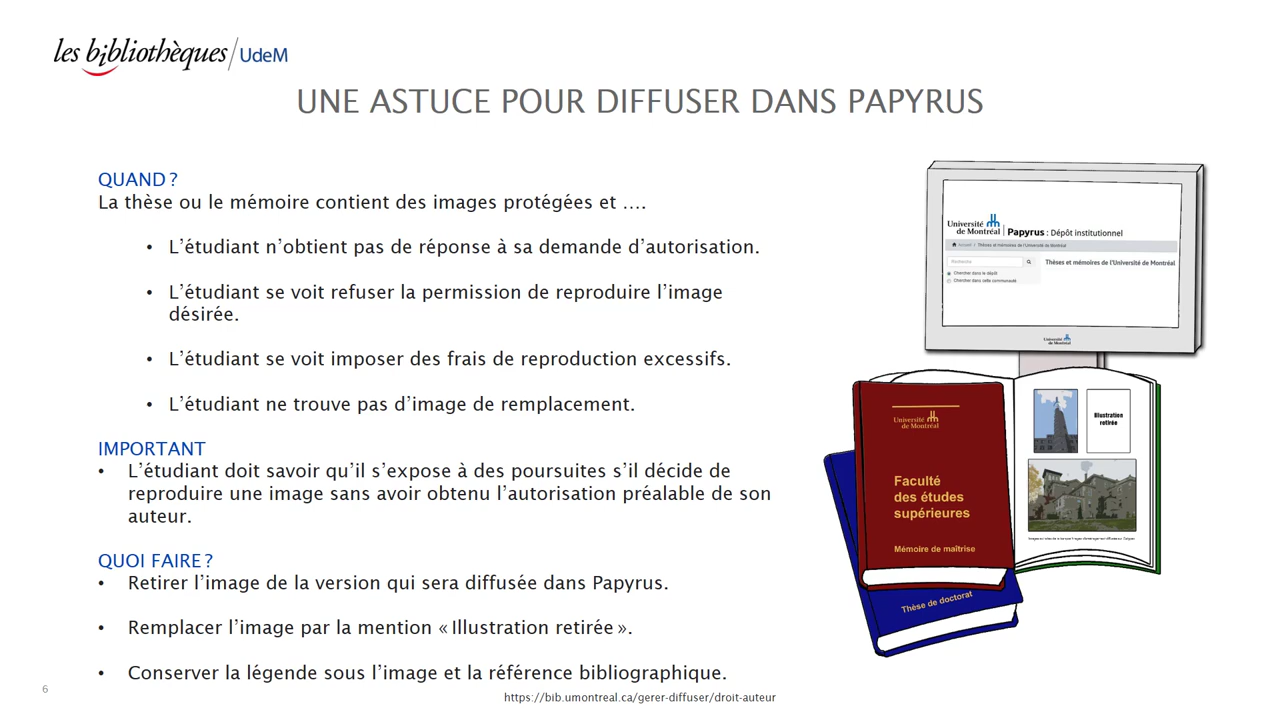 les bibliothèques/UdeM
UNE ASTUCE POUR DIFFUSER DANS PAPYRUS
QUAND ?
La thèse ou le mémoire contient des images protégées et ....
• L'étudiant n'obtient pas de réponse à sa demande d'autorisation.
• L'étudiant se voit refuser la permission de reproduire l'image
désirée.
• L'étudiant se voit imposer des frais de reproduction excessifs.
• L'étudiant ne trouve pas d'image de remplacement.
IMPORTANT
• L'étudiant doit savoir qu'il s'expose à des poursuites s'il décide de
reproduire une image sans avoir obtenu l'autorisation préalable de son
auteur.
QUOI FAIRE ?
• Retirer l'image de la version qui sera diffusée dans Papyrus.
• Remplacer l'image par la mention « Illustration retirée ».
• Conserver la légende sous l'image et la référence bibliographique.
6
https://bib.umontreal.ca/gerer-diffuser/droit-auteur
Université
de Montréal
Papyrus : Dépôt institutionnel
Accueil > Thèses et mémoires de l'Université de Montréal
Recherche
Thèses et mémoires de l'Université de Montréal
Chercher dans le dépôt
Chercher dans cette communauté
Université
de Montréal
Illustration
retirée
Université
de Montréal
Faculté
des études
supérieures
Mémoire de maîtrise
Thèse de doctorat